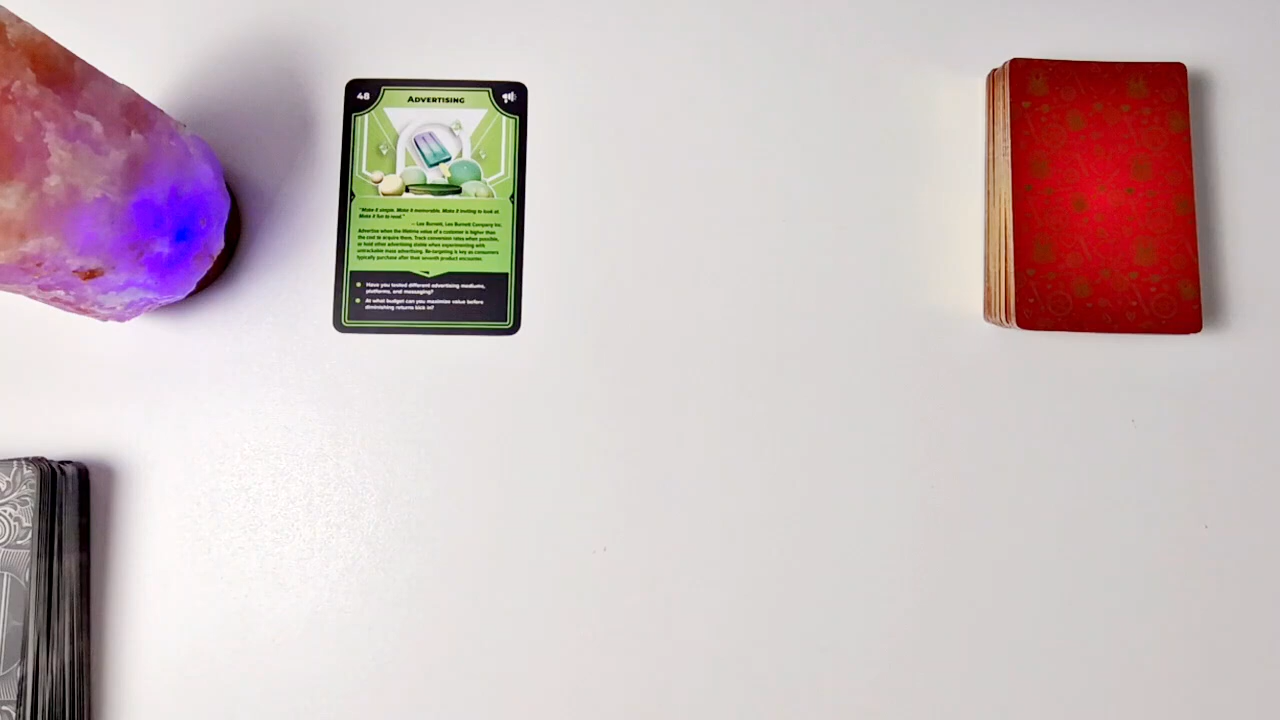 48
ADVERTISING
"Make it simple. Make it memorable. Make it inviting to look at.
Make it fun to read."
— Leo Burnett, Leo Burnett Company Inc.
Advertise when the lifetime value of a customer is higher than
the cost to acquire them. Track conversion rates when possible,
or hold other advertising stable when experimenting with
untrackable mass advertising. Re-targeting is key as consumers
typically purchase after their seventh product encounter.
Have you tested different advertising mediums,
platforms, and messaging?
At what budget can you maximize value before
diminishing returns kick in?